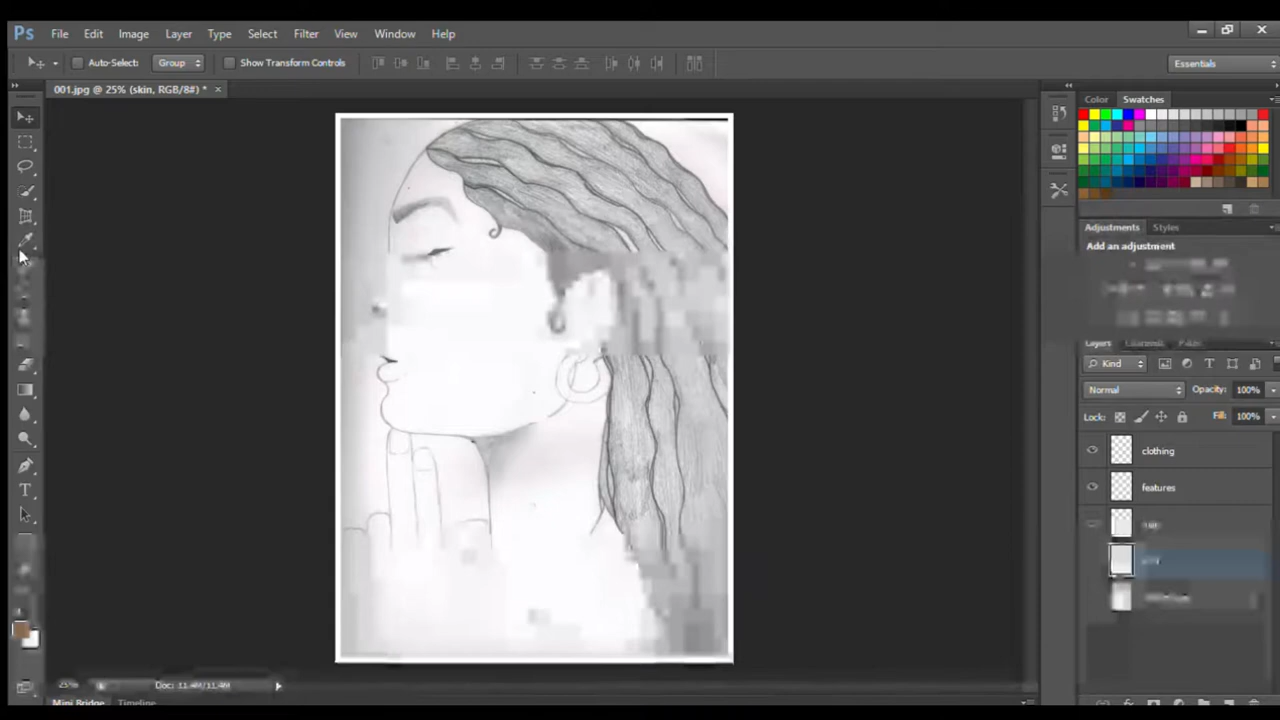 Ps File Edit Image Layer Type Select Filter View Window Help
Auto-Select: Group Show Transform Controls Essentials
001.jpg @ 25% (skin, RGB/8#) * ×
Color Swatches
Adjustments Styles
Add an adjustment
Layers
Kind
Normal Opacity: 100%
Lock: Fill: 100%
clothing
features
25% Doc: 11.4M/11.4M
Mini Bridge Timeline